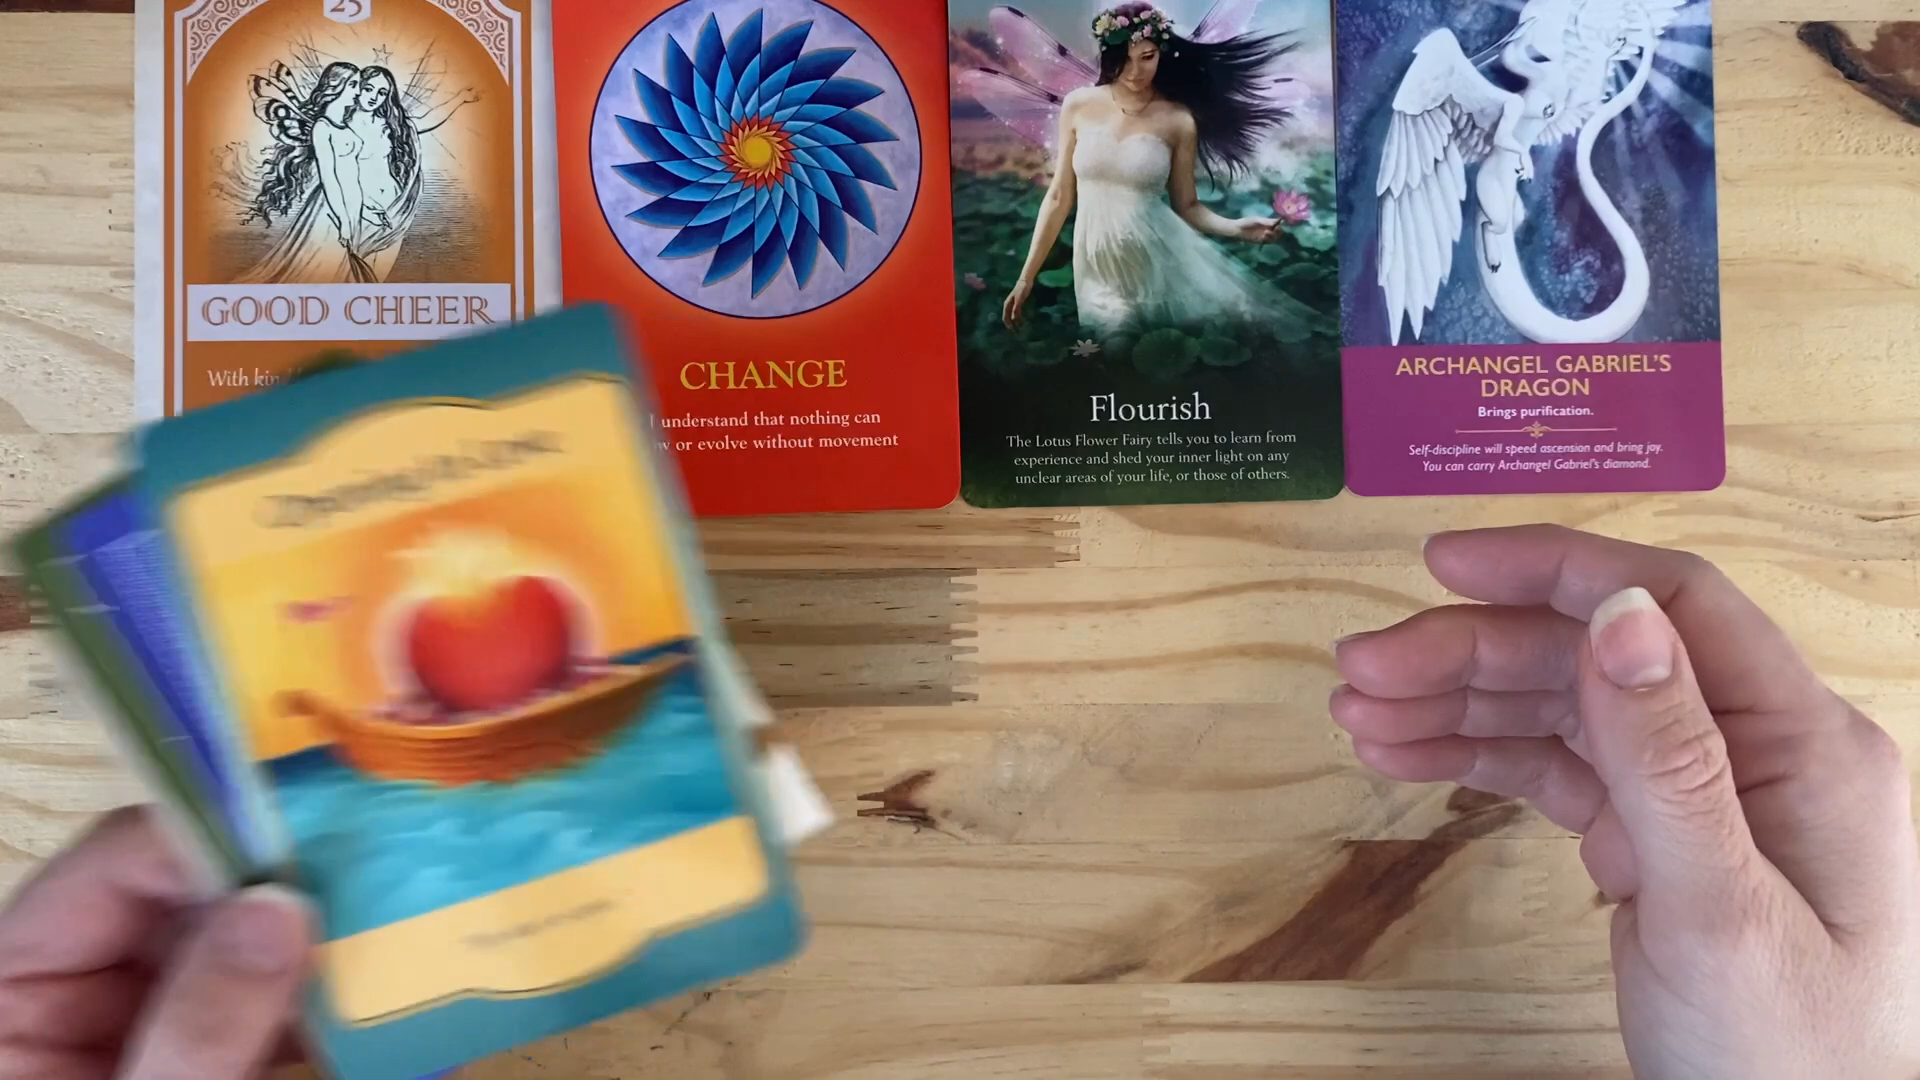 25
GOOD CHEER
With
CHANGE
I understand that nothing can
or evolve without movement
Flourish
The Lotus Flower Fairy tells you to learn from
experience and shed your inner light on any
unclear areas of your life, or those of others.
ARCHANGEL GABRIEL'S
DRAGON
Brings purification.
Self-discipline will speed ascension and bring joy.
You can carry Archangel Gabriel's diamond.